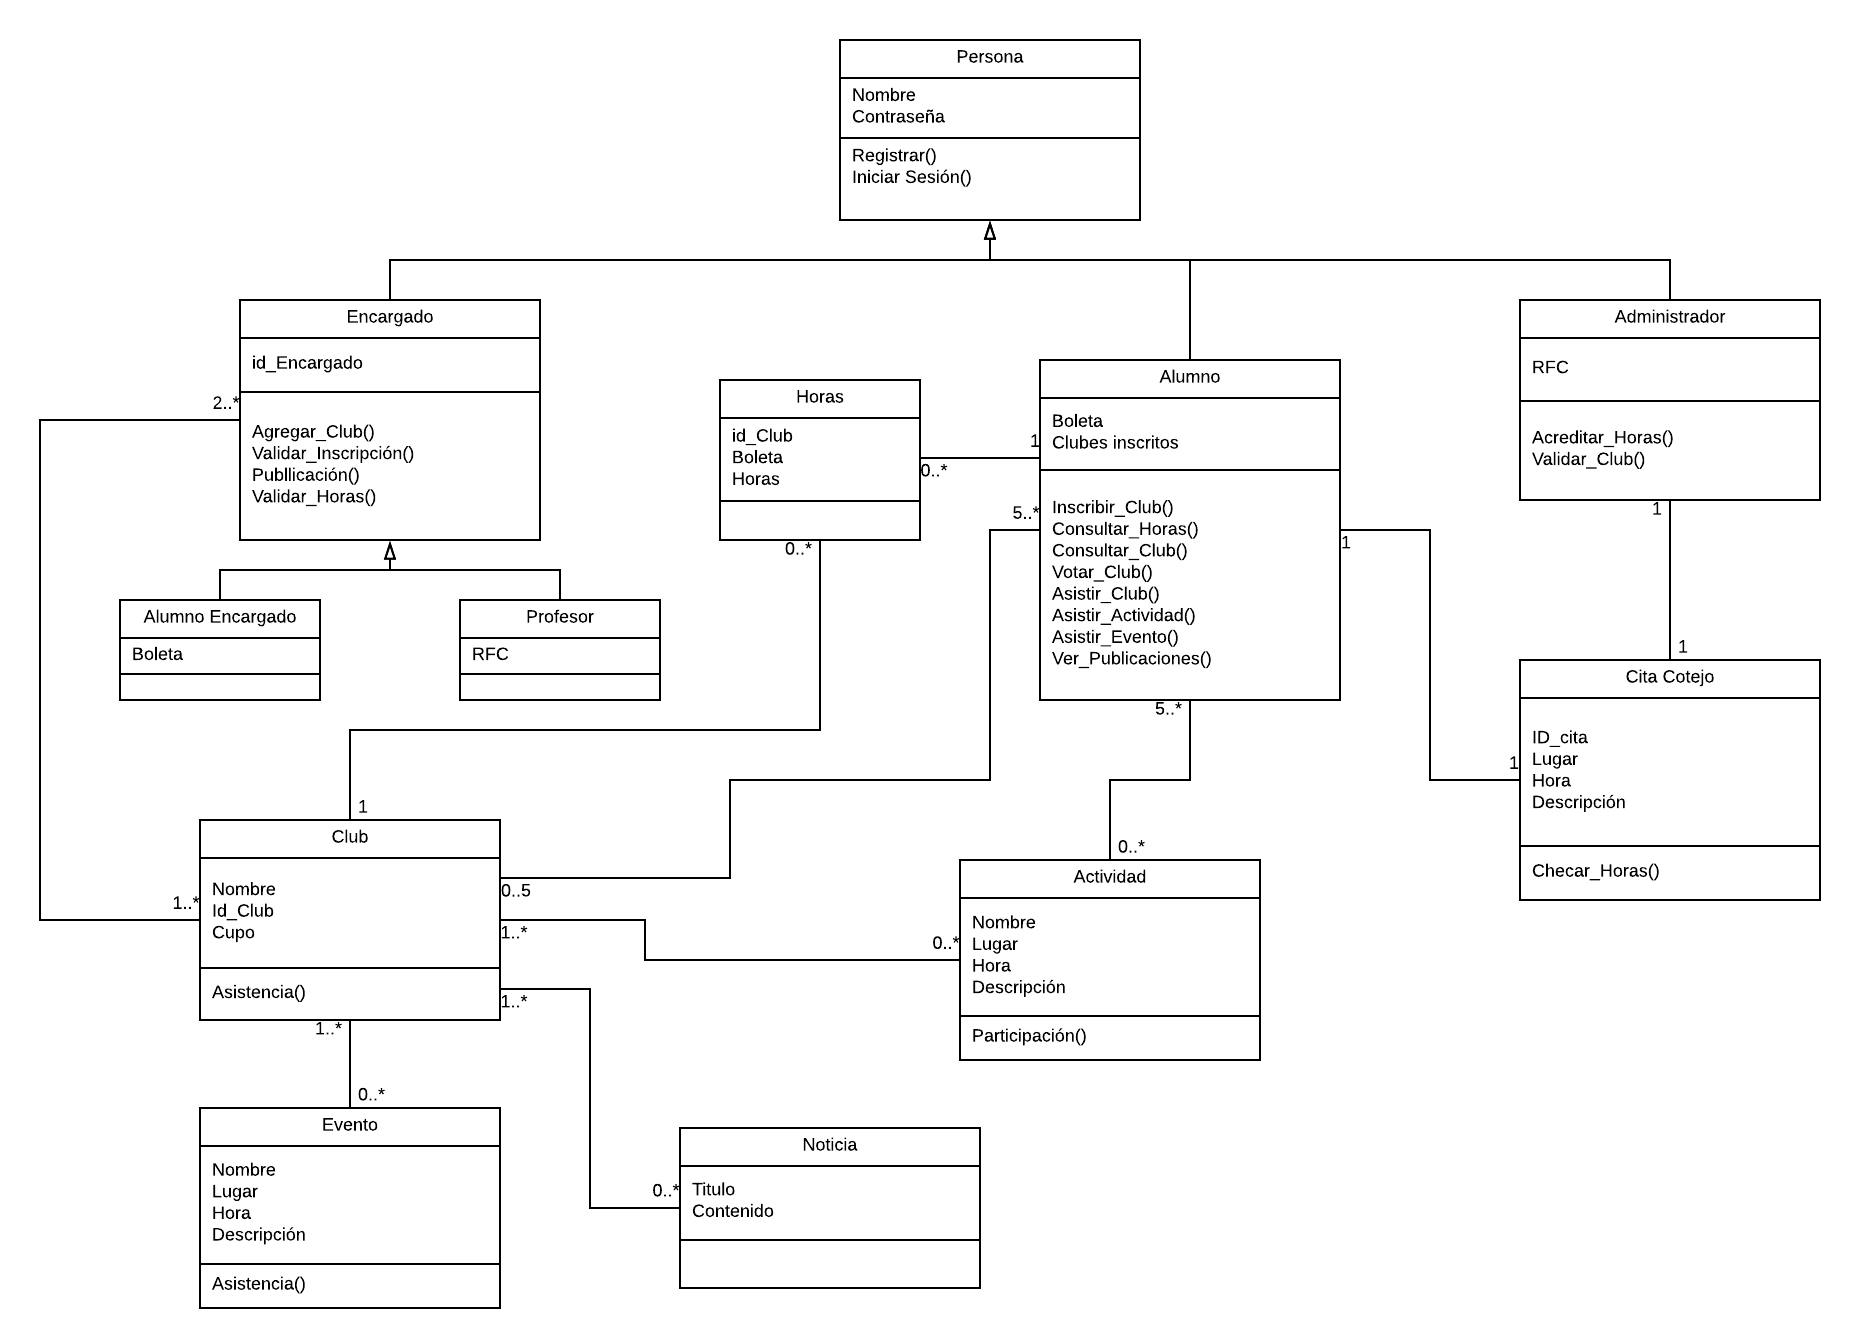 Persona
Nombre
Contraseña
Registrar()
Iniciar Sesión()
Encargado
id_Encargado
Agregar_Club()
Validar_Inscripción()
Publlicación()
Validar_Horas()
2..*
Alumno Encargado
Boleta
Profesor
RFC
Horas
id_Club
Boleta
Horas
0..*
1
0..*
Alumno
Boleta
Clubes inscritos
Inscribir_Club()
Consultar_Horas()
Consultar_Club()
Votar_Club()
Asistir_Club()
Asistir_Actividad()
Asistir_Evento()
Ver_Publicaciones()
5..*
1
5..*
Administrador
RFC
Acreditar_Horas()
Validar_Club()
1
1
Cita Cotejo
ID_cita
Lugar
Hora
Descripción
Checar_Horas()
1
1
Club
Nombre
Id_Club
Cupo
Asistencia()
1..*
0..5
1..*
1..*
1..*
0..*
Actividad
Nombre
Lugar
Hora
Descripción
Participación()
0..*
0..*
Evento
Nombre
Lugar
Hora
Descripción
Asistencia()
Noticia
Titulo
Contenido
0..*